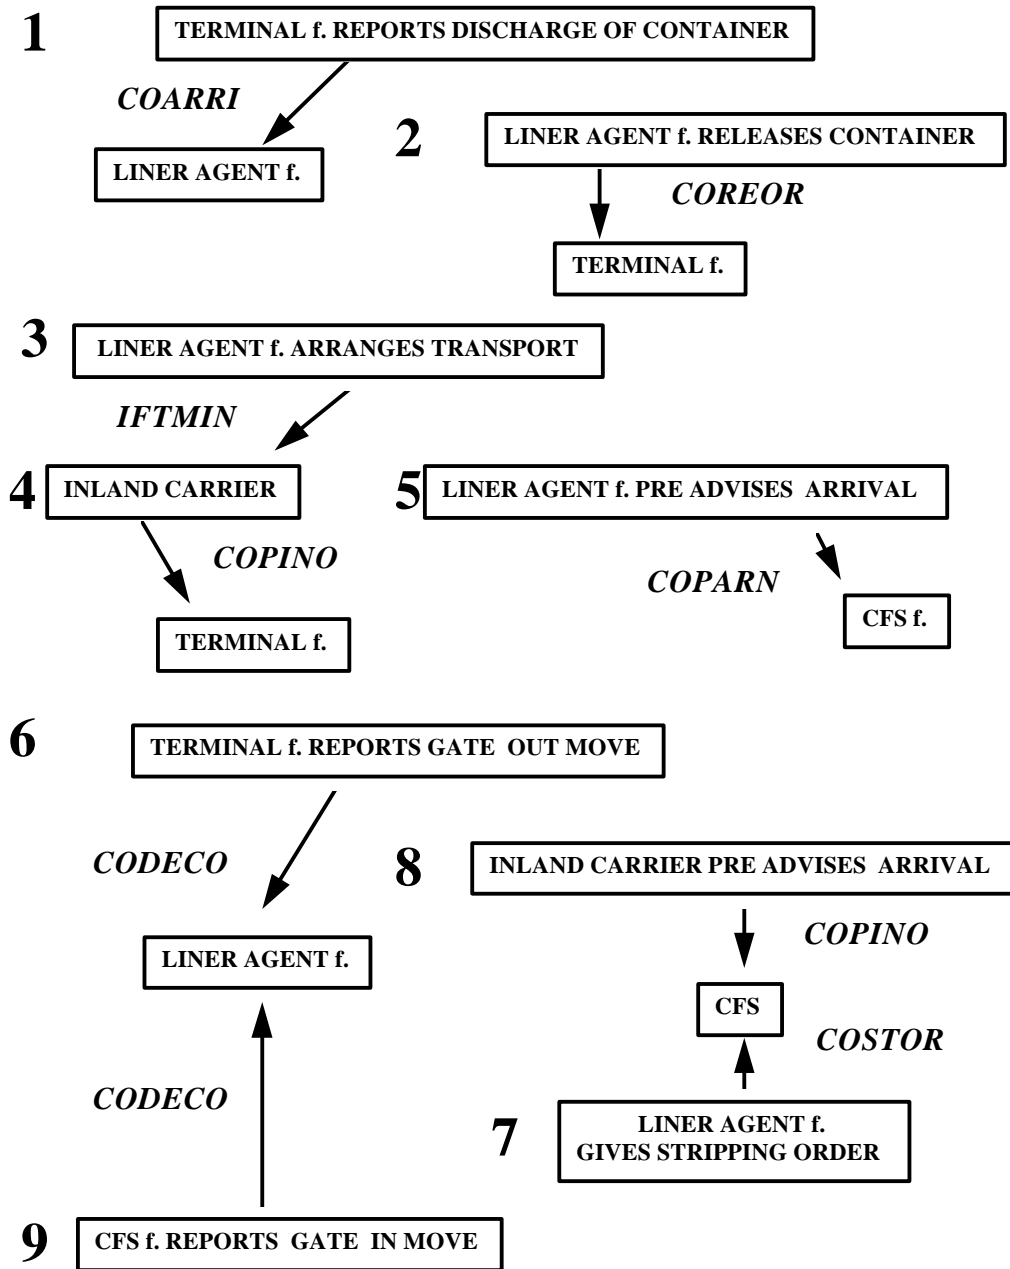 1
TERMINAL f. REPORTS DISCHARGE OF CONTAINER
COARRI
LINER AGENT f.
2
LINER AGENT f. RELEASES CONTAINER
COREOR
TERMINAL f.
3
LINER AGENT f. ARRANGES TRANSPORT
IFTMIN
4
INLAND CARRIER
COPINO
TERMINAL f.
5
LINER AGENT f. PRE ADVISES ARRIVAL
COPARN
CFS f.
6
TERMINAL f. REPORTS GATE OUT MOVE
CODECO
LINER AGENT f.
8
INLAND CARRIER PRE ADVISES ARRIVAL
COPINO
CFS
COSTOR
7
LINER AGENT f.
GIVES STRIPPING ORDER
CODECO
9
CFS f. REPORTS GATE IN MOVE